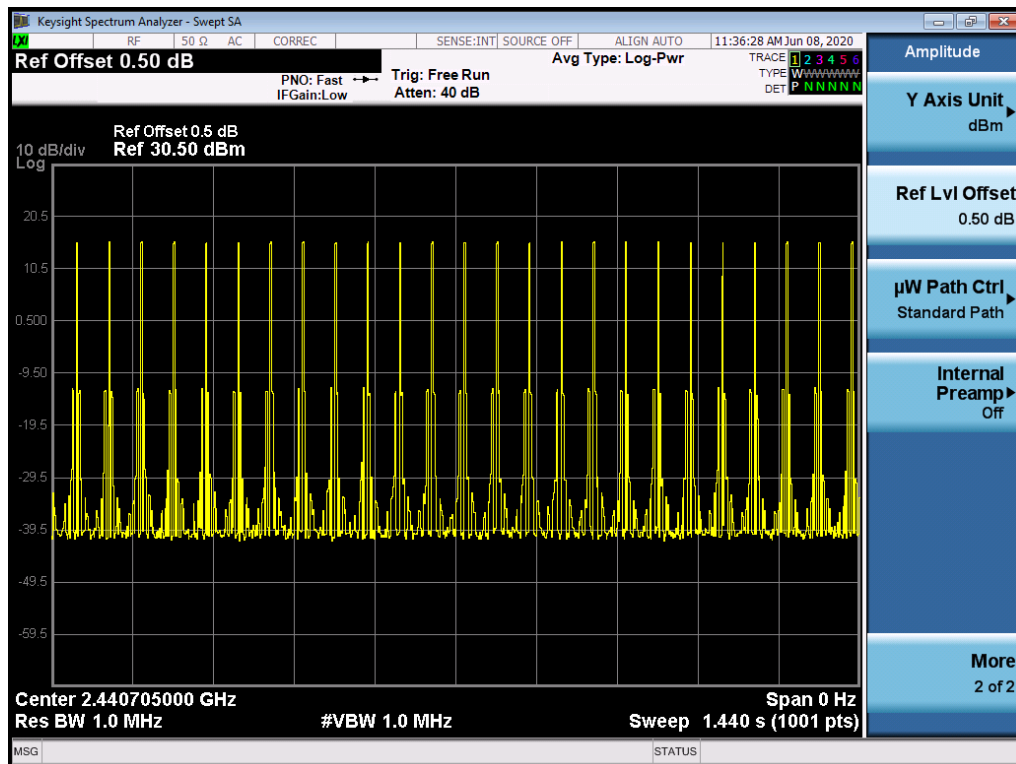 Keysight Spectrum Analyzer - Swept SA
LXI RF 50 Ω AC CORREC SENSE:INT SOURCE OFF ALIGN AUTO 11:36:28 AM Jun 08, 2020
Ref Offset 0.50 dB
PNO: Fast
IFGain:Low
Trig: Free Run
Atten: 40 dB
Avg Type: Log-Pwr
TRACE 1 2 3 4 5 6
TYPE WWWWWW
DET P N N N N N
Ref Offset 0.5 dB
10 dB/div Ref 30.50 dBm
Log
20.5
10.5
0.500
-9.50
-19.5
-29.5
-39.5
-49.5
-59.5
Center 2.440705000 GHz Span 0 Hz
Res BW 1.0 MHz #VBW 1.0 MHz Sweep 1.440 s (1001 pts)
MSG STATUS
Amplitude
Y Axis Unit
dBm
Ref Lvl Offset
0.50 dB
µW Path Ctrl
Standard Path
Internal
Preamp
Off
More
2 of 2